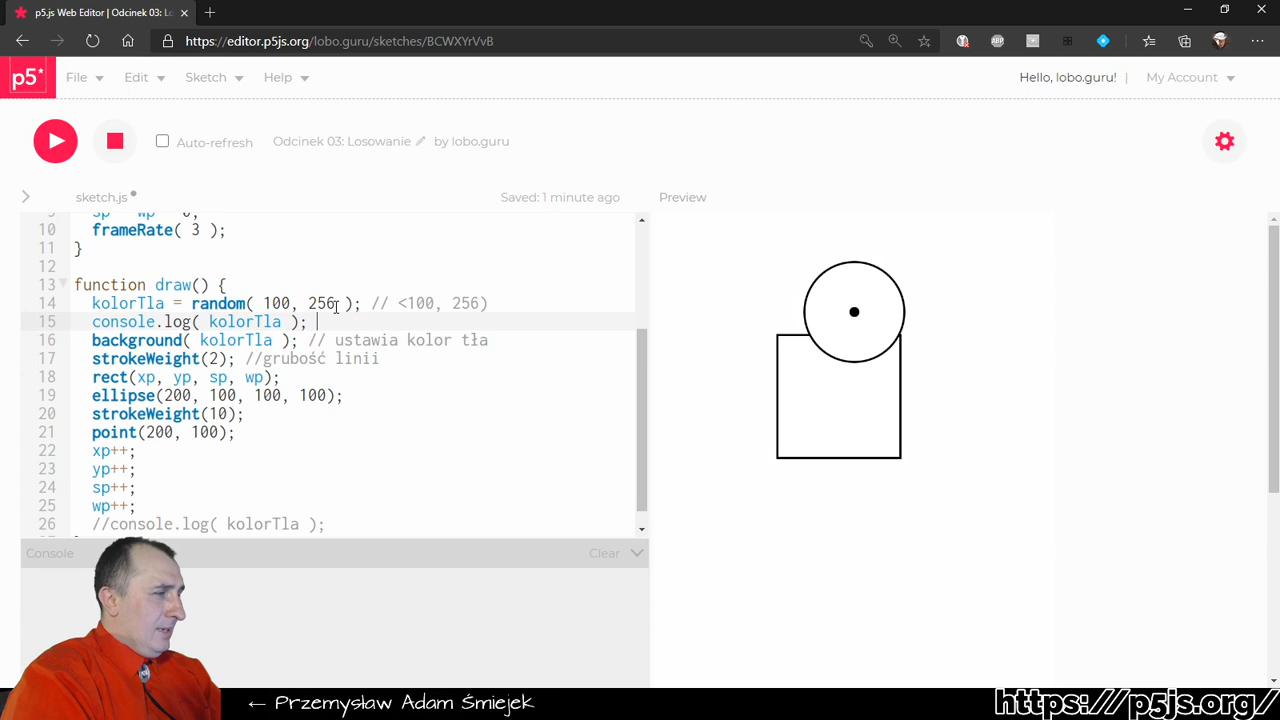 p5.js Web Editor | Odcinek 03: L
https://editor.p5js.org/lobo.guru/sketches/BCWXYrVvB
ABP
p5* File Edit Sketch Help Hello, lobo.guru! | My Account
Auto-refresh Odcinek 03: Losowanie by lobo.guru
sketch.js Saved: 1 minute ago Preview
10 frameRate( 3 );
11 }
12
13 function draw() {
14 kolorTla = random( 100, 256 ); // <100, 256)
15 console.log( kolorTla );
16 background( kolorTla ); // ustawia kolor tła
17 strokeWeight(2); //grubość linii
18 rect(xp, yp, sp, wp);
19 ellipse(200, 100, 100, 100);
20 strokeWeight(10);
21 point(200, 100);
22 xp++;
23 yp++;
24 sp++;
25 wp++;
26 //console.log( kolorTla );
Console Clear
← Przemysław Adam Śmiejek
https://p5js.org/